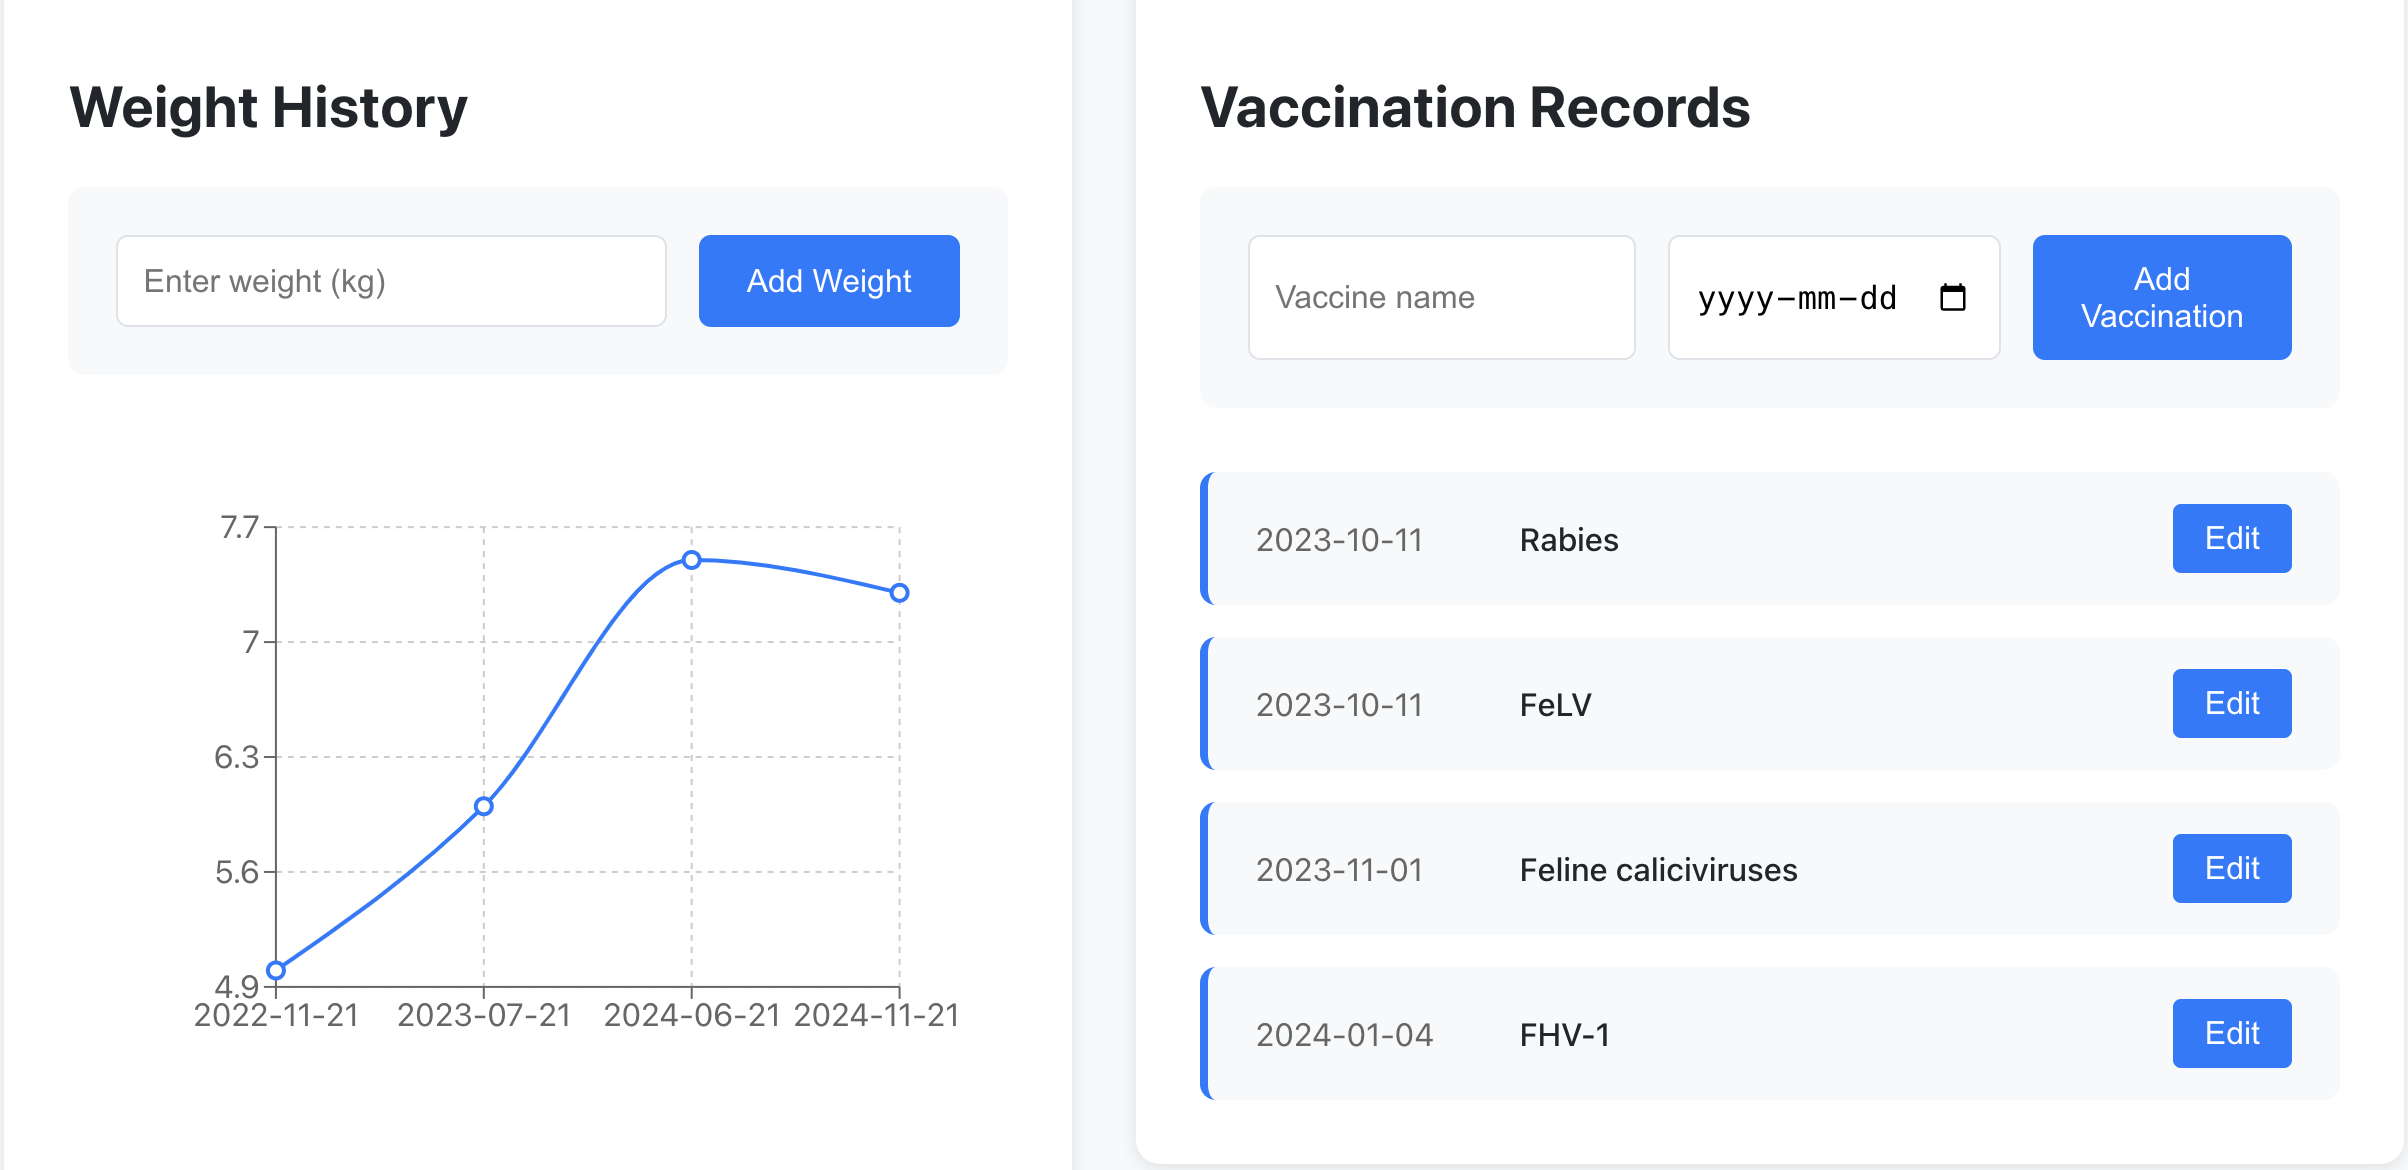 Weight History
Enter weight (kg)
Add Weight
7.7
7
6.3
5.6
4.9
2022-11-21 2023-07-21 2024-06-21 2024-11-21
Vaccination Records
Vaccine name
yyyy-mm-dd
Add
Vaccination
2023-10-11 Rabies Edit
2023-10-11 FeLV Edit
2023-11-01 Feline caliciviruses Edit
2024-01-04 FHV-1 Edit